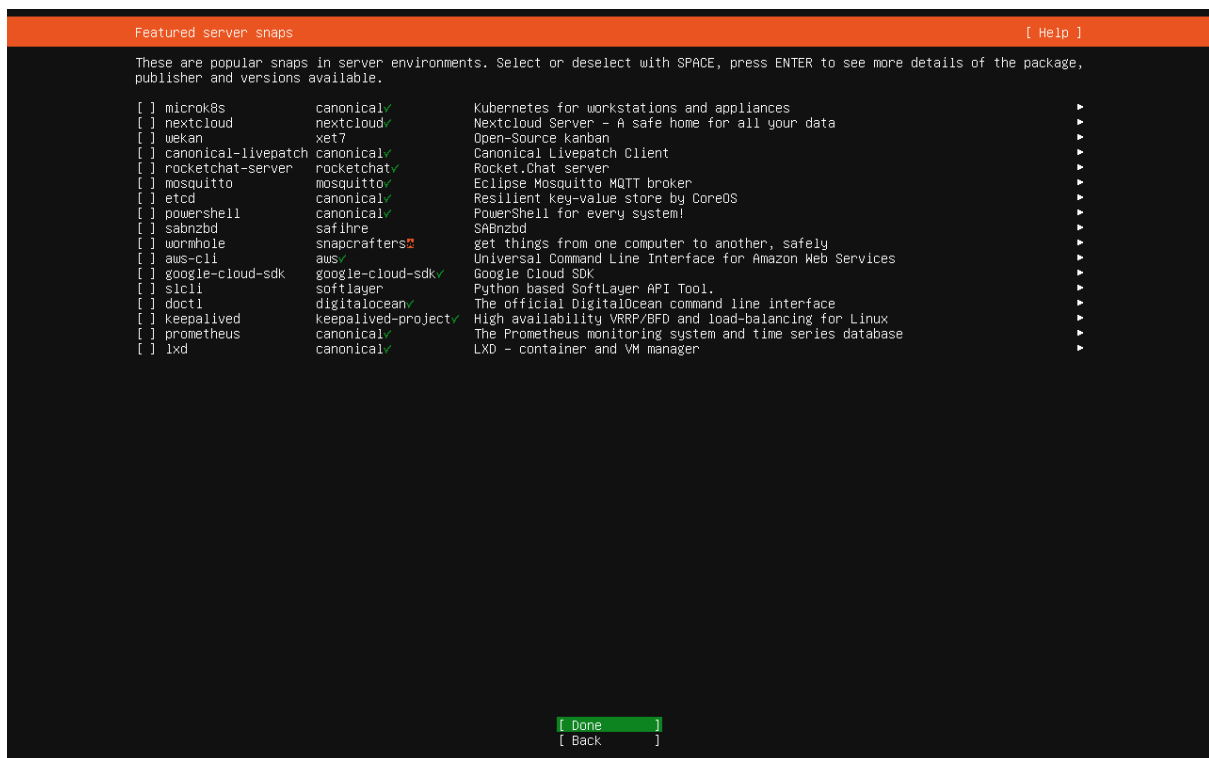 Featured server snaps [ Help ]
These are popular snaps in server environments. Select or deselect with SPACE, press ENTER to see more details of the package,
publisher and versions available.
[ ] microk8s canonical✓ Kubernetes for workstations and appliances ▸
[ ] nextcloud nextcloud✓ Nextcloud Server - A safe home for all your data ▸
[ ] wekan xet7 Open-Source kanban ▸
[ ] canonical-livepatch canonical✓ Canonical Livepatch Client ▸
[ ] rocketchat-server rocketchat✓ Rocket.Chat server ▸
[ ] mosquitto mosquitto✓ Eclipse Mosquitto MQTT broker ▸
[ ] etcd canonical✓ Resilient key-value store by CoreOS ▸
[ ] powershell canonical✓ PowerShell for every system! ▸
[ ] sabnzbd safihre SABnzbd ▸
[ ] wormhole snapcrafters get things from one computer to another, safely ▸
[ ] aws-cli aws✓ Universal Command Line Interface for Amazon Web Services ▸
[ ] google-cloud-sdk google-cloud-sdk✓ Google Cloud SDK ▸
[ ] slcli softlayer Python based SoftLayer API Tool. ▸
[ ] doctl digitalocean✓ The official DigitalOcean command line interface ▸
[ ] keepalived keepalived-project✓ High availability VRRP/BFD and load-balancing for Linux ▸
[ ] prometheus canonical✓ The Prometheus monitoring system and time series database ▸
[ ] lxd canonical✓ LXD - container and VM manager ▸
[ Done ]
[ Back ]